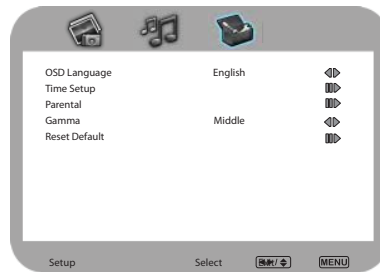 OSD Language English
Time Setup
Parental
Gamma Middle
Reset Default
Setup Select MENU